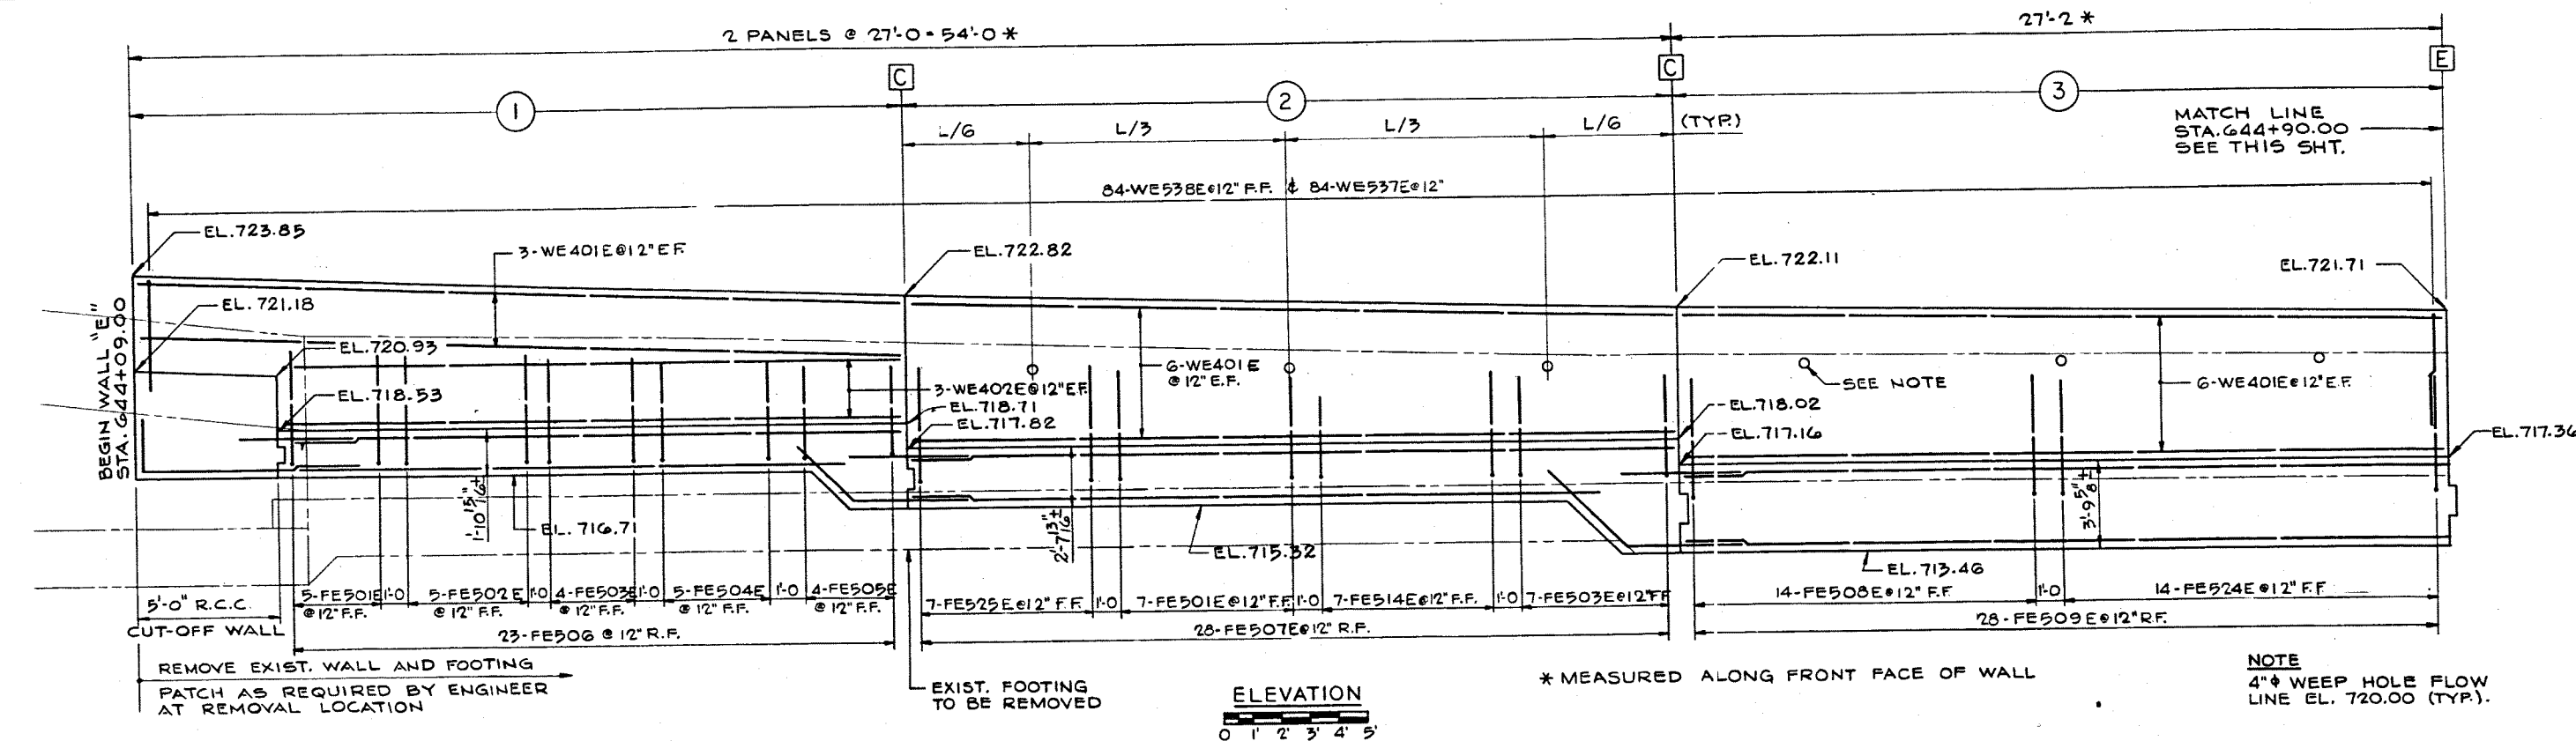 2 PANELS @ 27'-0 = 54'-0 *
27'-2 *
C
C
E
1
2
3
L/6
L/3
L/3
L/6
(TYP.)
MATCH LINE
STA.644+90.00
SEE THIS SHT.
84-WE538E@12" F.F. & 84-WE537E@12"
EL.723.85
3-WE401E@12" E.F.
EL.722.82
EL.722.11
EL.721.71
EL.721.18
BEGIN WALL "E"
STA.644+09.00
EL.720.93
6-WE401E
@ 12" E.F.
SEE NOTE
6-WE401E@12" E.F.
EL.718.53
3-WE402E@12" E.F.
EL.718.71
EL.717.82
EL.718.02
EL.717.16
EL.717.36
1'-10 15/16"±
EL. 716.71
2'-7 13/16"±
EL.715.32
3'-9 5/8"±
EL.713.46
5'-0" R.C.C.
CUT-OFF WALL
5-FE501E
@ 12" F.F.
1'-0
5-FE502E
@ 12" F.F.
1'-0
4-FE503E
@ 12" F.F.
1'-0
5-FE504E
@ 12" F.F.
1'-0
4-FE505E
@ 12" F.F.
7-FE525E@12" F.F.
1'-0
7-FE501E@12" F.F.
1'-0
7-FE514E@12" F.F.
1'-0
7-FE503E@12" F.F
14-FE508E@12" F.F.
1'-0
14-FE524E@12" F.F.
23-FE506 @ 12" R.F.
28-FE507E@12" R.F.
28-FE509E@12" R.F.
REMOVE EXIST. WALL AND FOOTING
PATCH AS REQUIRED BY ENGINEER
AT REMOVAL LOCATION
EXIST. FOOTING
TO BE REMOVED
ELEVATION
0 1' 2' 3' 4' 5'
* MEASURED ALONG FRONT FACE OF WALL
NOTE
4"φ WEEP HOLE FLOW
LINE EL. 720.00 (TYP.).